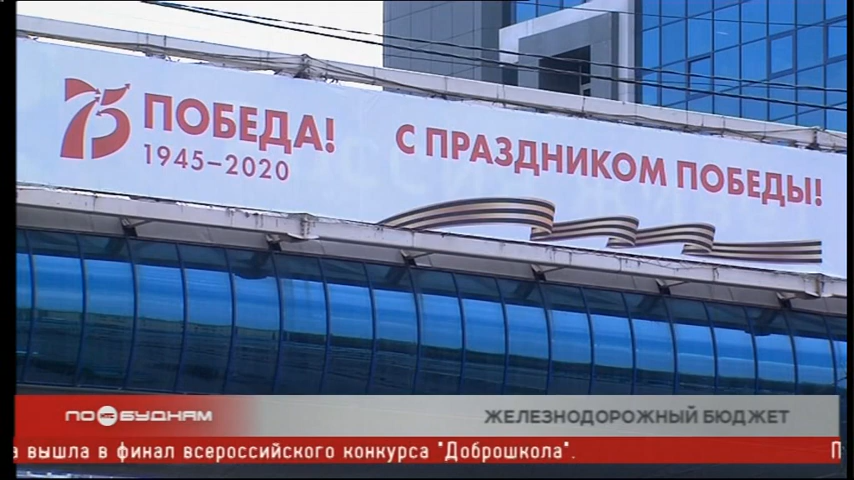 75 ПОБЕДА!
1945–2020
С ПРАЗДНИКОМ ПОБЕДЫ!
ПО БУДНЯМ
ЖЕЛЕЗНОДОРОЖНЫЙ БЮДЖЕТ
а вышла в финал всероссийского конкурса "Доброшкола".